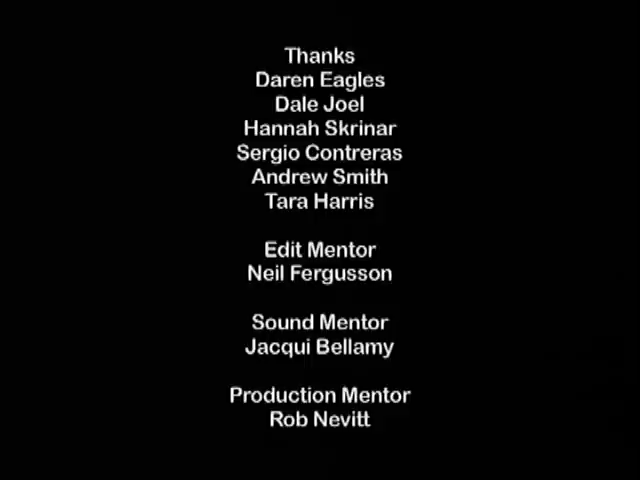 Thanks
Daren Eagles
Dale Joel
Hannah Skrinar
Sergio Contreras
Andrew Smith
Tara Harris
Edit Mentor
Neil Fergusson
Sound Mentor
Jacqui Bellamy
Production Mentor
Rob Nevitt